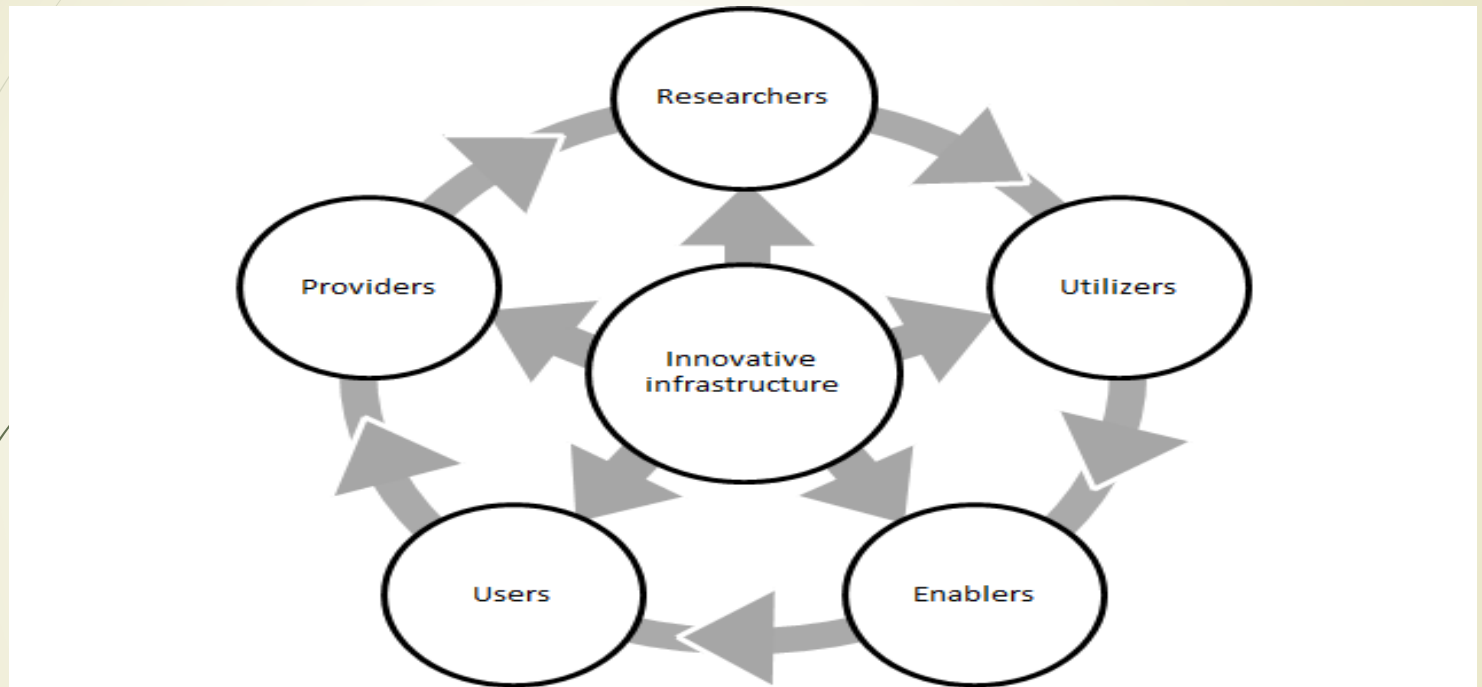 Researchers
Providers
Utilizers
Innovative
infrastructure
Users
Enablers